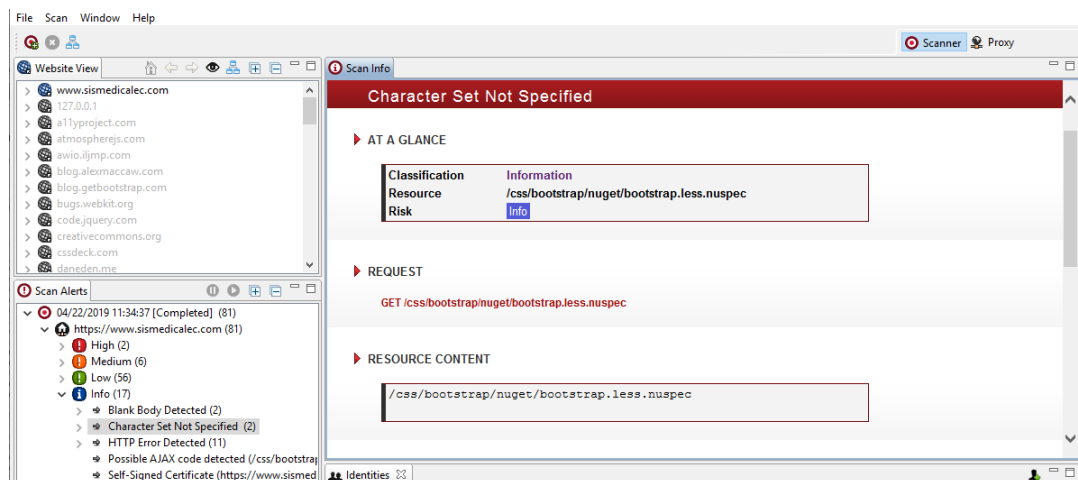 File Scan Window Help
Scanner Proxy
Website View
www.sismedicalec.com
127.0.0.1
a11yproject.com
atmospherejs.com
awio.iljmp.com
blog.alexmaccaw.com
blog.getbootstrap.com
bugs.webkit.org
code.jquery.com
creativecommons.org
cssdeck.com
daneden.me
Scan Alerts
04/22/2019 11:34:37 [Completed] (81)
https://www.sismedicalec.com (81)
High (2)
Medium (6)
Low (56)
Info (17)
Blank Body Detected (2)
Character Set Not Specified (2)
HTTP Error Detected (11)
Possible AJAX code detected (/css/bootstrap
Self-Signed Certificate (https://www.sismed
Scan Info
Character Set Not Specified
AT A GLANCE
Classification Information
Resource /css/bootstrap/nuget/bootstrap.less.nuspec
Risk Info
REQUEST
GET /css/bootstrap/nuget/bootstrap.less.nuspec
RESOURCE CONTENT
/css/bootstrap/nuget/bootstrap.less.nuspec
Identities